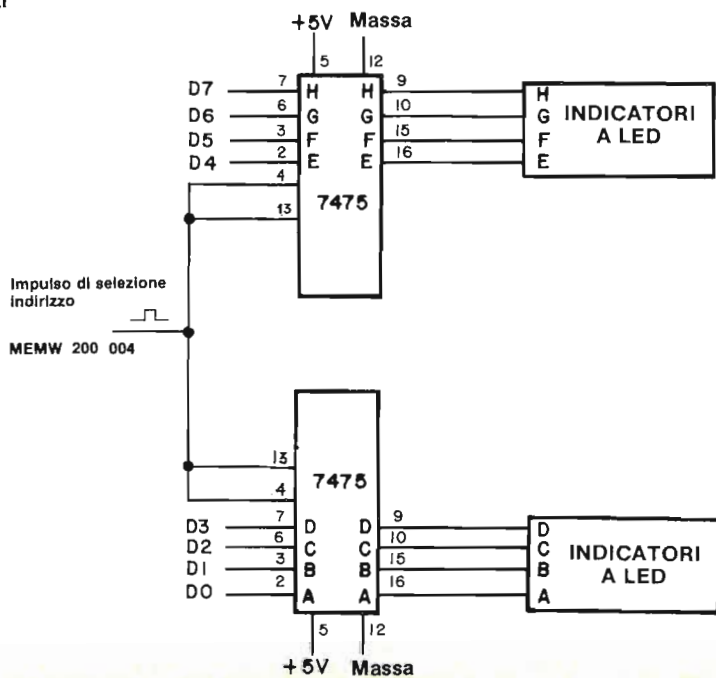 +5V Massa
5 12
D7 7 H H 9 H
D6 6 G G 10 G
D5 3 F F 15 F
D4 2 E E 16 E
INDICATORI
A LED
4
13
7475
Impulso di selezione
indirizzo
MEMW 200 004
13
4
7475
D3 7 D D 9 D
D2 6 C C 10 C
D1 3 B B 15 B
D0 2 A A 16 A
INDICATORI
A LED
5 12
+5V Massa